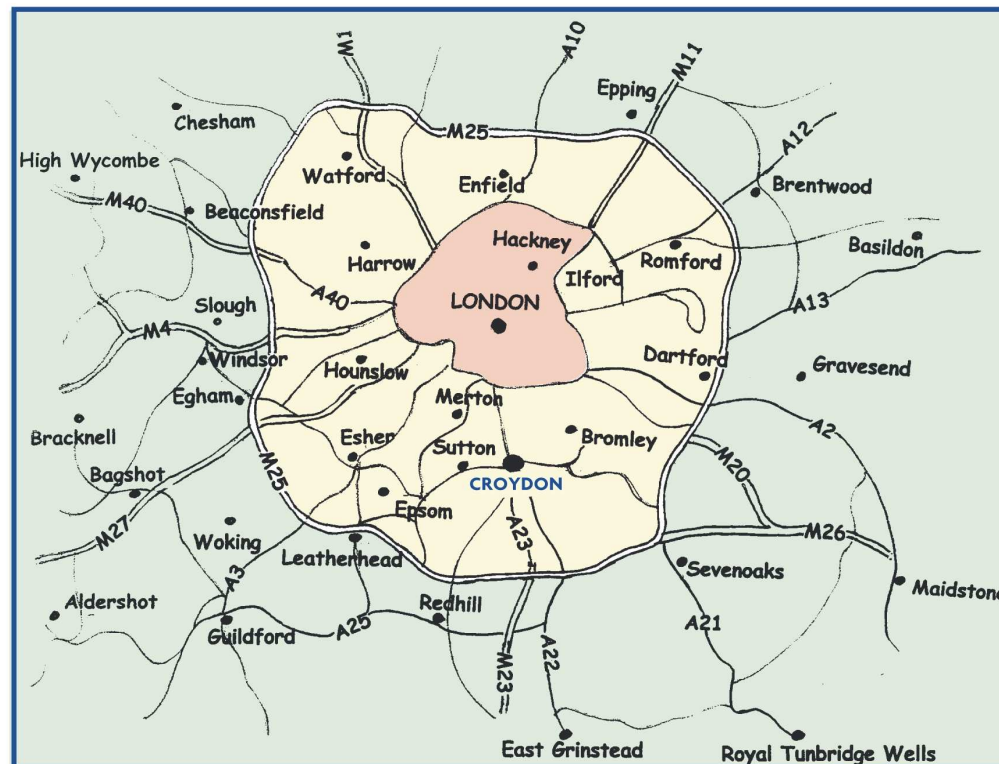 M1
A10
M11
Epping
Chesham
M25
A12
High Wycombe
Watford
Enfield
Brentwood
M40
Beaconsfield
Hackney
Harrow
Ilford
Romford
Basildon
A40
LONDON
A13
Slough
M4
Windsor
Hounslow
Dartford
Gravesend
Egham
Merton
A2
Bracknell
Esher
Sutton
Bromley
M25
Bagshot
CROYDON
M20
Epsom
M27
A23
Woking
Leatherhead
M26
A3
Sevenoaks
Maidstone
Aldershot
Redhill
Guildford
A25
A21
M23
A22
East Grinstead
Royal Tunbridge Wells